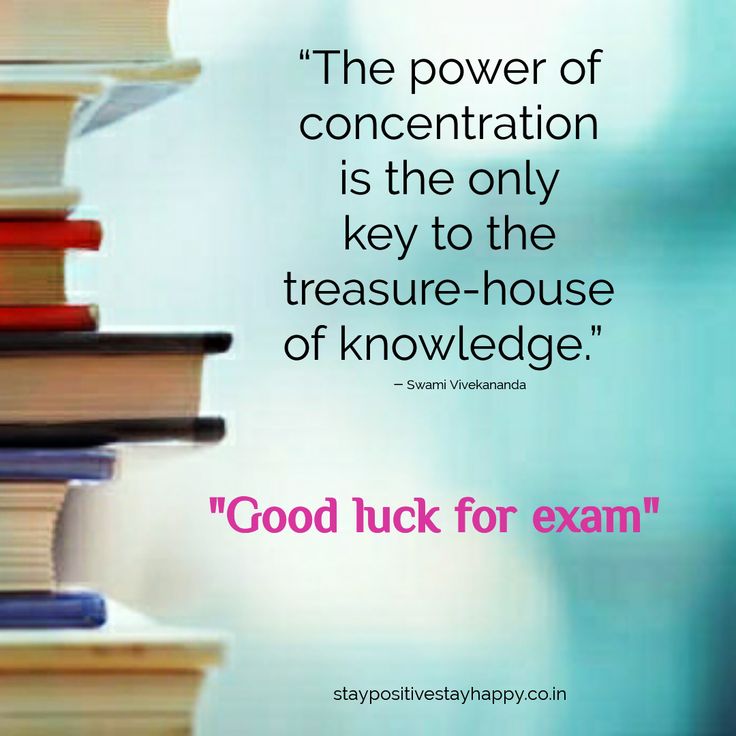 “The power of
concentration
is the only
key to the
treasure-house
of knowledge.”
– Swami Vivekananda
"Good luck for exam"
staypositivestayhappy.co.in